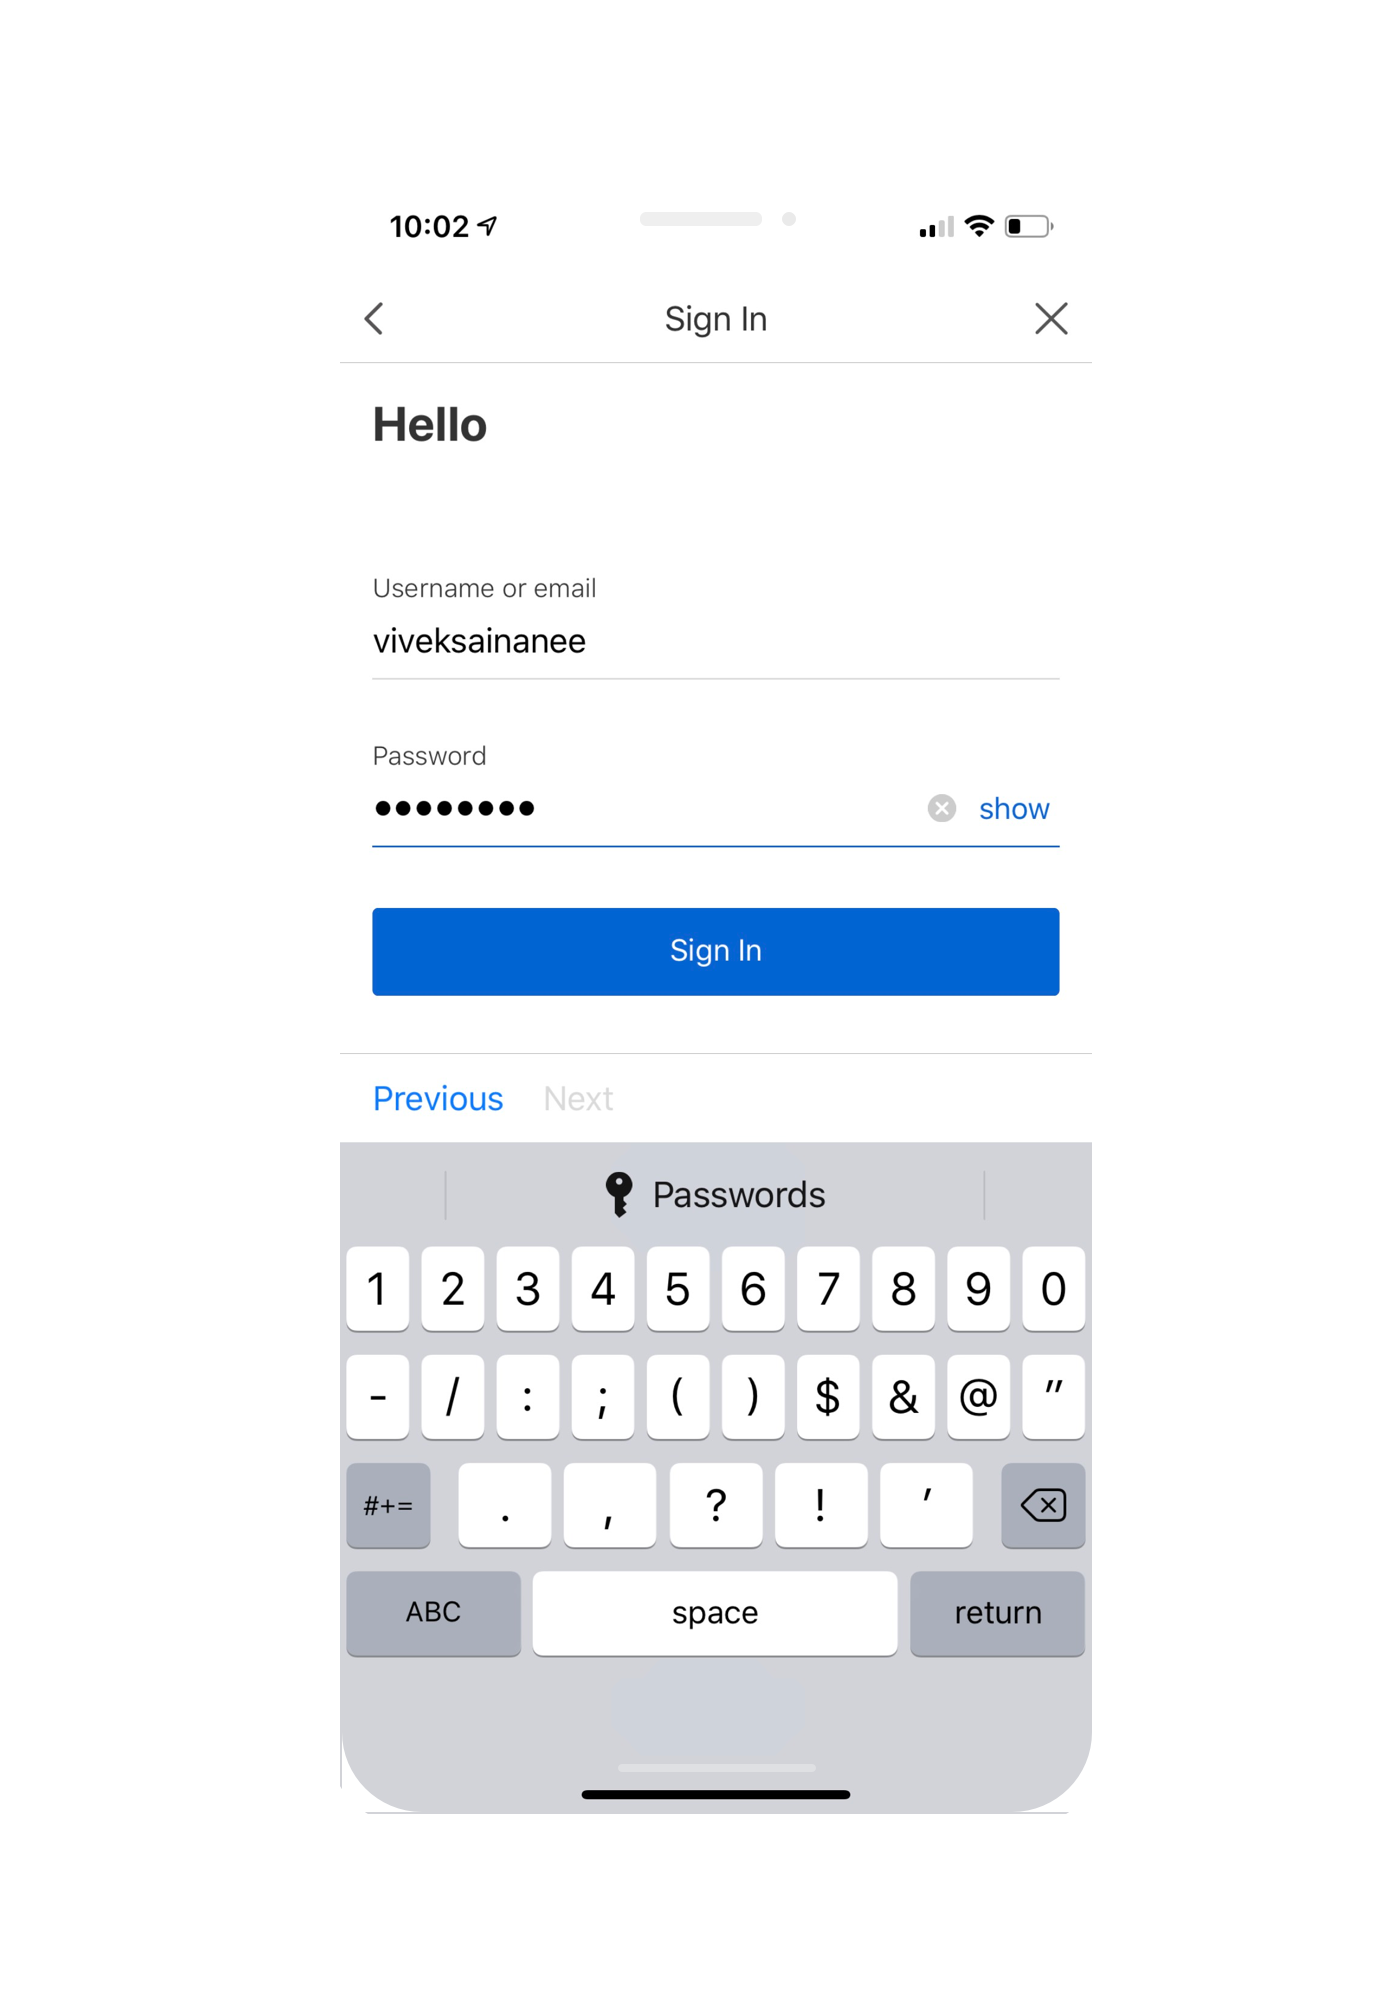 10:02
Sign In
Hello
Username or email
viveksainanee
Password
••••••••
show
Sign In
Previous Next
Passwords
1 2 3 4 5 6 7 8 9 0
- / : ; ( ) $ & @ "
#+= . , ? ! '
ABC space return